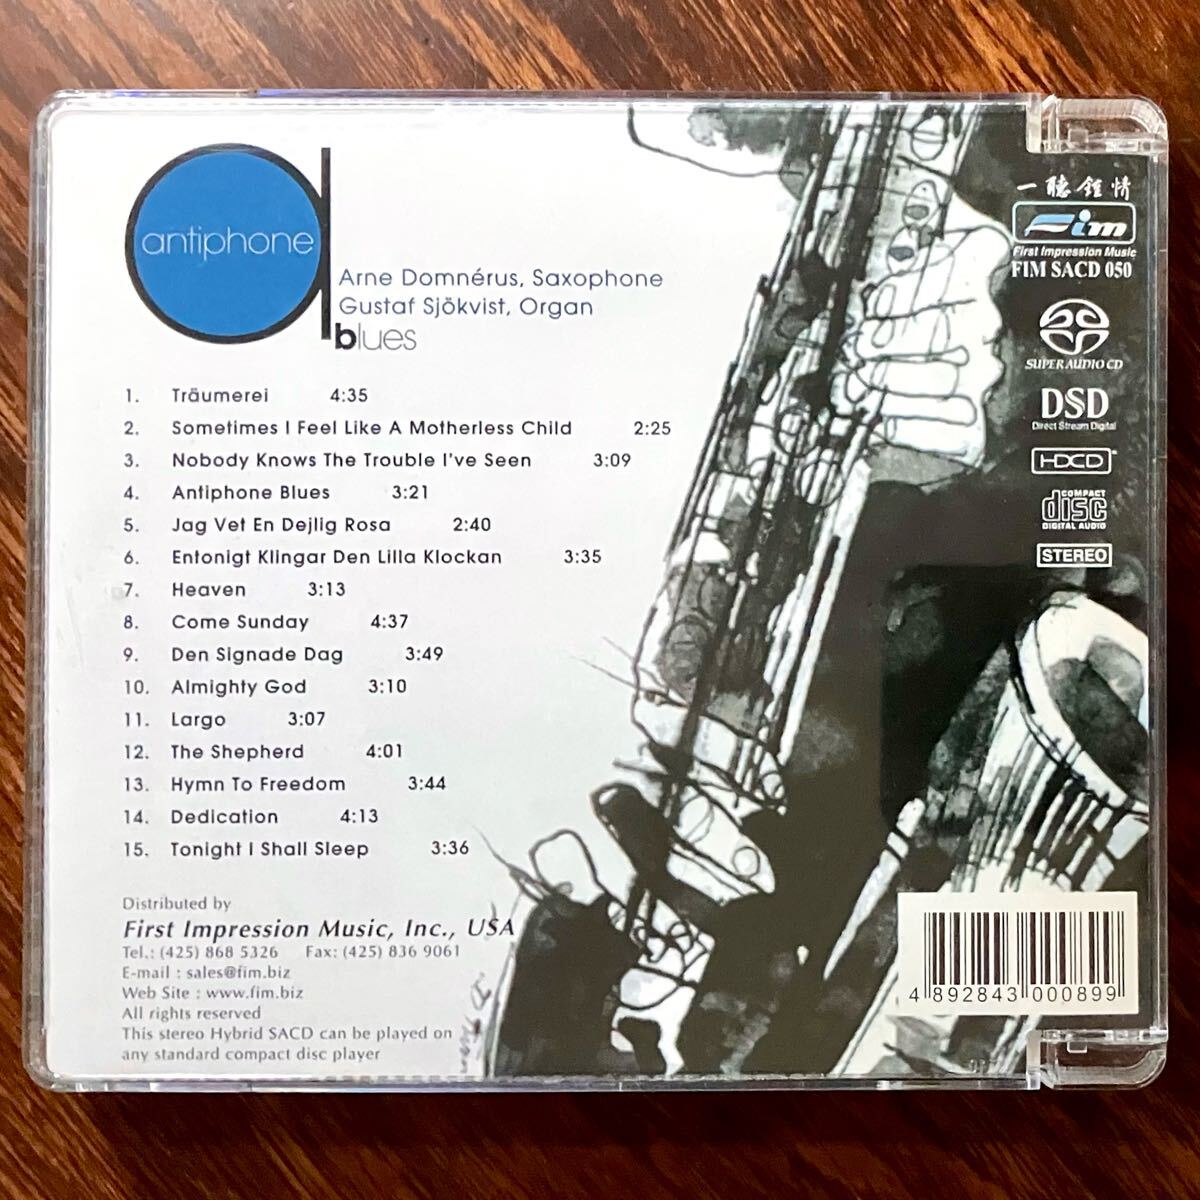 antiphone
Arne Domnérus, Saxophone
Gustaf Sjökvist, Organ
blues
1. Träumerei 4:35
2. Sometimes I Feel Like A Motherless Child 2:25
3. Nobody Knows The Trouble I've Seen 3:09
4. Antiphone Blues 3:21
5. Jag Vet En Dejlig Rosa 2:40
6. Entonigt Klingar Den Lilla Klockan 3:35
7. Heaven 3:13
8. Come Sunday 4:37
9. Den Signade Dag 3:49
10. Almighty God 3:10
11. Largo 3:07
12. The Shepherd 4:01
13. Hymn To Freedom 3:44
14. Dedication 4:13
15. Tonight I Shall Sleep 3:36
Distributed by
First Impression Music, Inc., USA
Tel.: (425) 868 5326 Fax: (425) 836 9061
E-mail : sales@fim.biz
Web Site : www.fim.biz
All rights reserved
This stereo Hybrid SACD can be played on
any standard compact disc player
一聽鍾情
Fim
First Impression Music
FIM SACD 050
SUPER AUDIO CD
DSD
Direct Stream Digital
HDCD
COMPACT
disc
DIGITAL AUDIO
STEREO
4 892843 000899